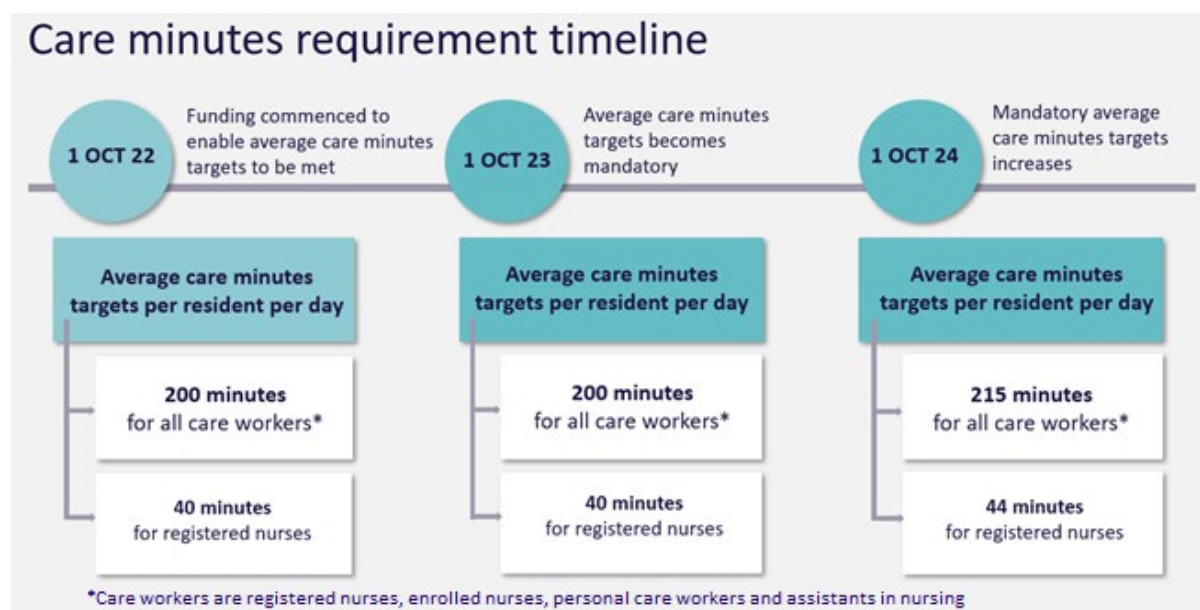 Care minutes requirement timeline
1 OCT 22
Funding commenced to
enable average care minutes
targets to be met
1 OCT 23
Average care minutes
targets becomes
mandatory
1 OCT 24
Mandatory average
care minutes targets
increases
Average care minutes
targets per resident per day
200 minutes
for all care workers*
40 minutes
for registered nurses
Average care minutes
targets per resident per day
200 minutes
for all care workers*
40 minutes
for registered nurses
Average care minutes
targets per resident per day
215 minutes
for all care workers*
44 minutes
for registered nurses
*Care workers are registered nurses, enrolled nurses, personal care workers and assistants in nursing